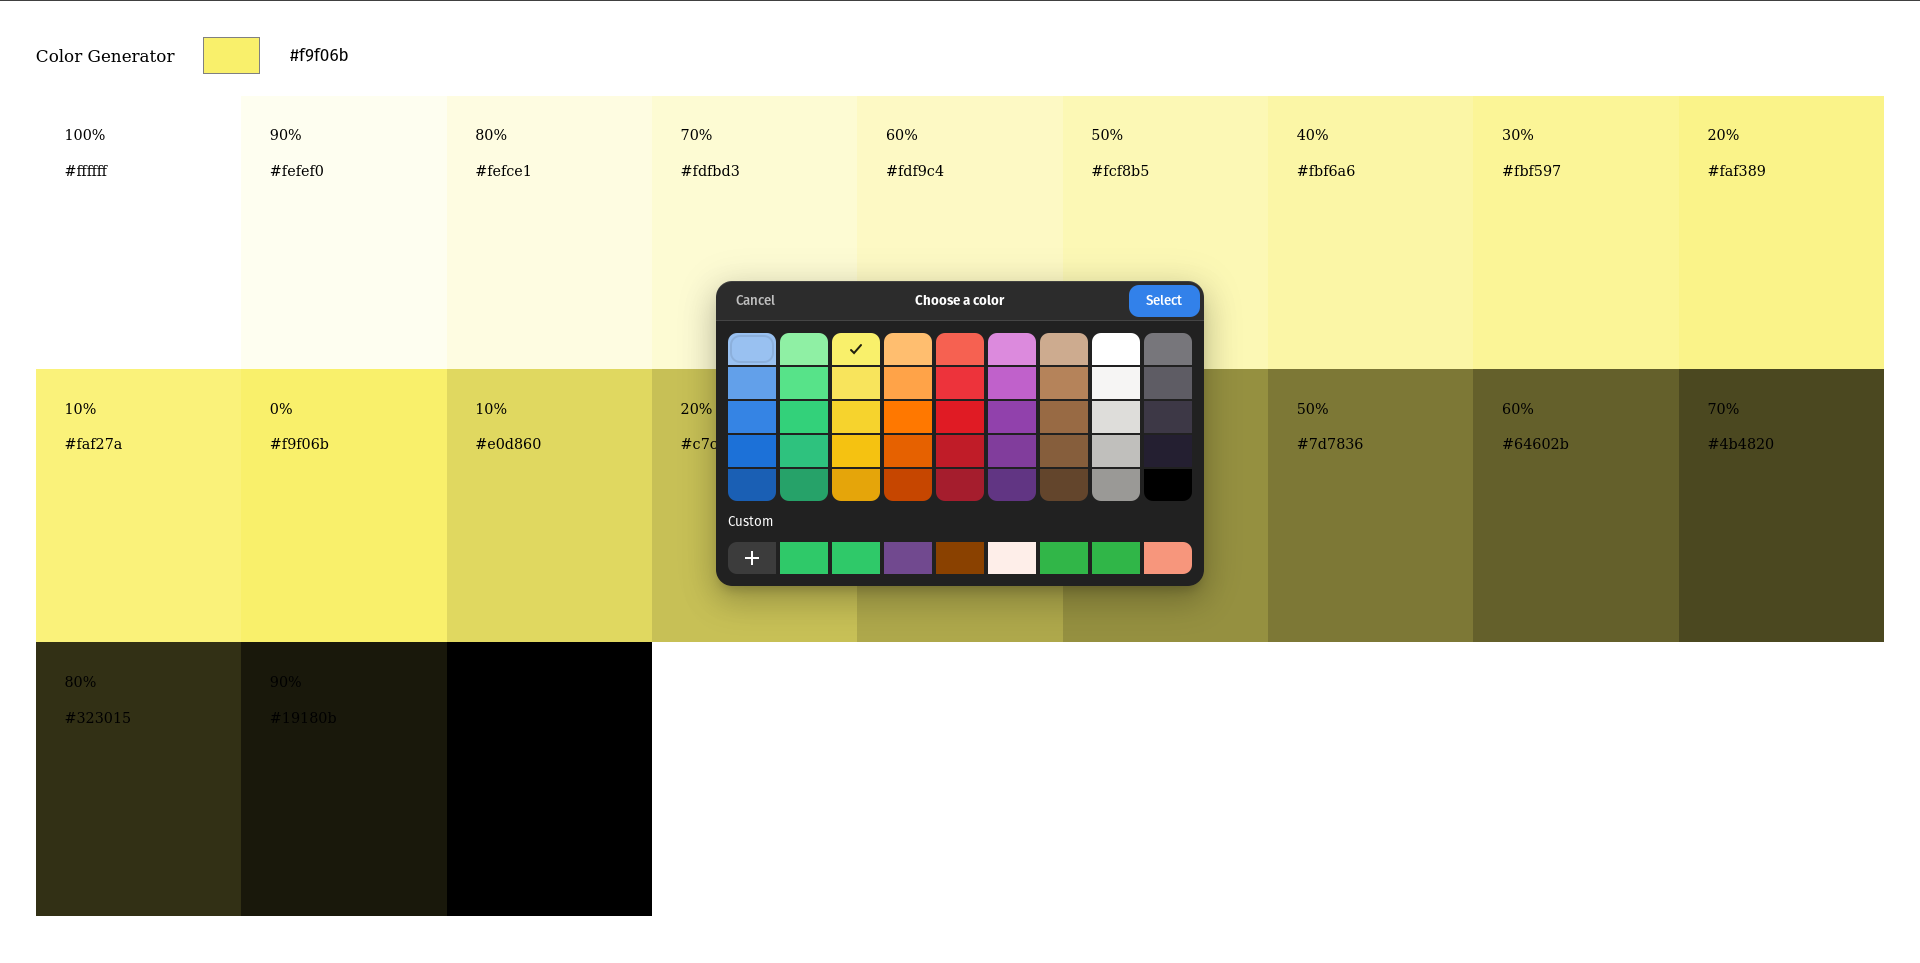 Color Generator #f9f06b
100% 90% 80% 70% 60% 50% 40% 30% 20%
#ffffff #fefef0 #fefce1 #fdfbd3 #fdf9c4 #fcf8b5 #fbf6a6 #fbf597 #faf389
Cancel Choose a color Select
10% 0% 10% 20% 50% 60% 70%
#faf27a #f9f06b #e0d860 #7d7836 #64602b #4b4820
Custom
80% 90%
#323015 #19180b